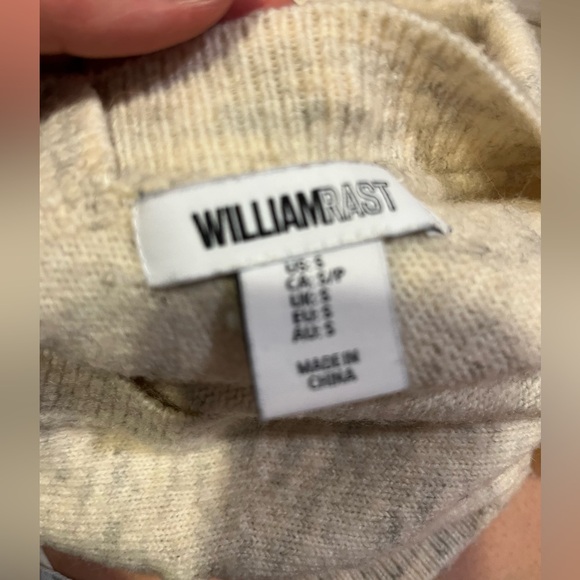 WILLIAMRAST
US: S
CA: S/P
UK: S
EU: S
AU: S
MADE IN
CHINA